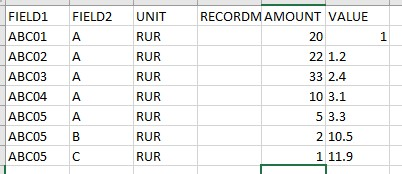 FIELD1 FIELD2 UNIT RECORDM AMOUNT VALUE
ABC01 A RUR 20 1
ABC02 A RUR 22 1.2
ABC03 A RUR 33 2.4
ABC04 A RUR 10 3.1
ABC05 A RUR 5 3.3
ABC05 B RUR 2 10.5
ABC05 C RUR 1 11.9